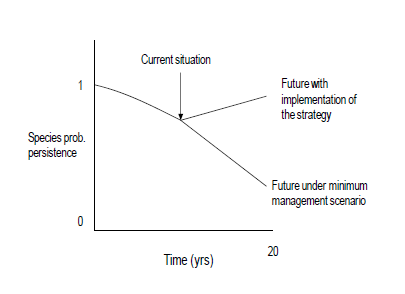 Current situation
1
Future with
implementation of
the strategy
Species prob.
persistence
Future under minimum
management scenario
0
20
Time (yrs)